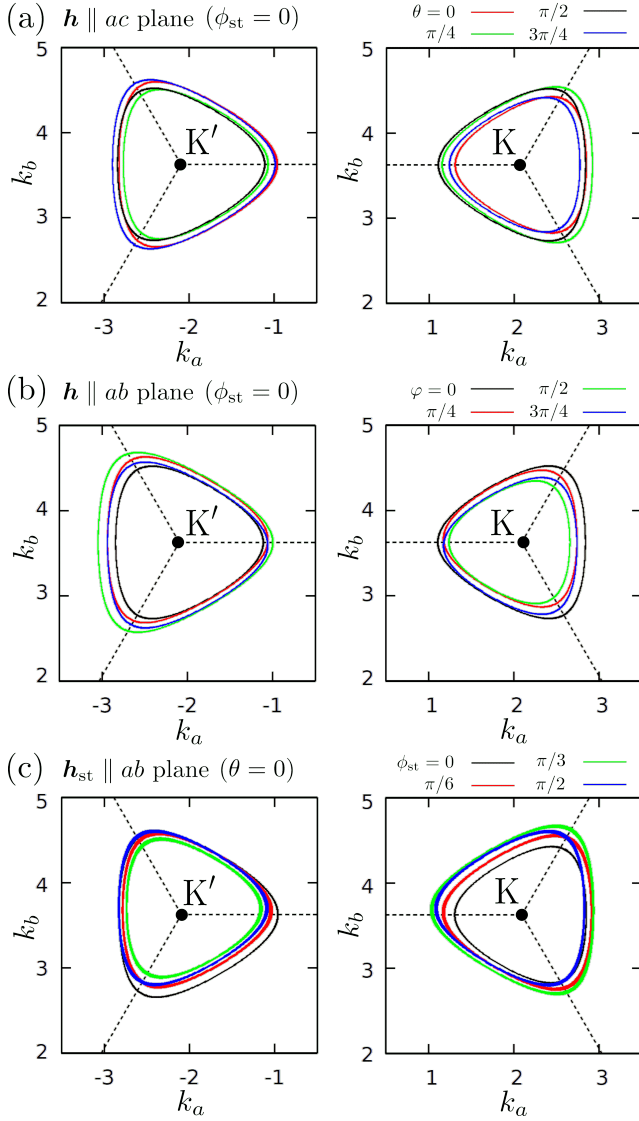 (a) h ∥ ac plane (ϕst = 0)
θ = 0 π/2
π/4 3π/4
5
4
3
2
kb
K′
-3 -2 -1
ka
5
4
3
2
kb
K
1 2 3
ka
(b) h ∥ ab plane (ϕst = 0)
φ = 0 π/2
π/4 3π/4
5
4
3
2
kb
K′
-3 -2 -1
ka
5
4
3
2
kb
K
1 2 3
ka
(c) hst ∥ ab plane (θ = 0)
ϕst = 0 π/3
π/6 π/2
5
4
3
2
kb
K′
-3 -2 -1
ka
5
4
3
2
kb
K
1 2 3
ka